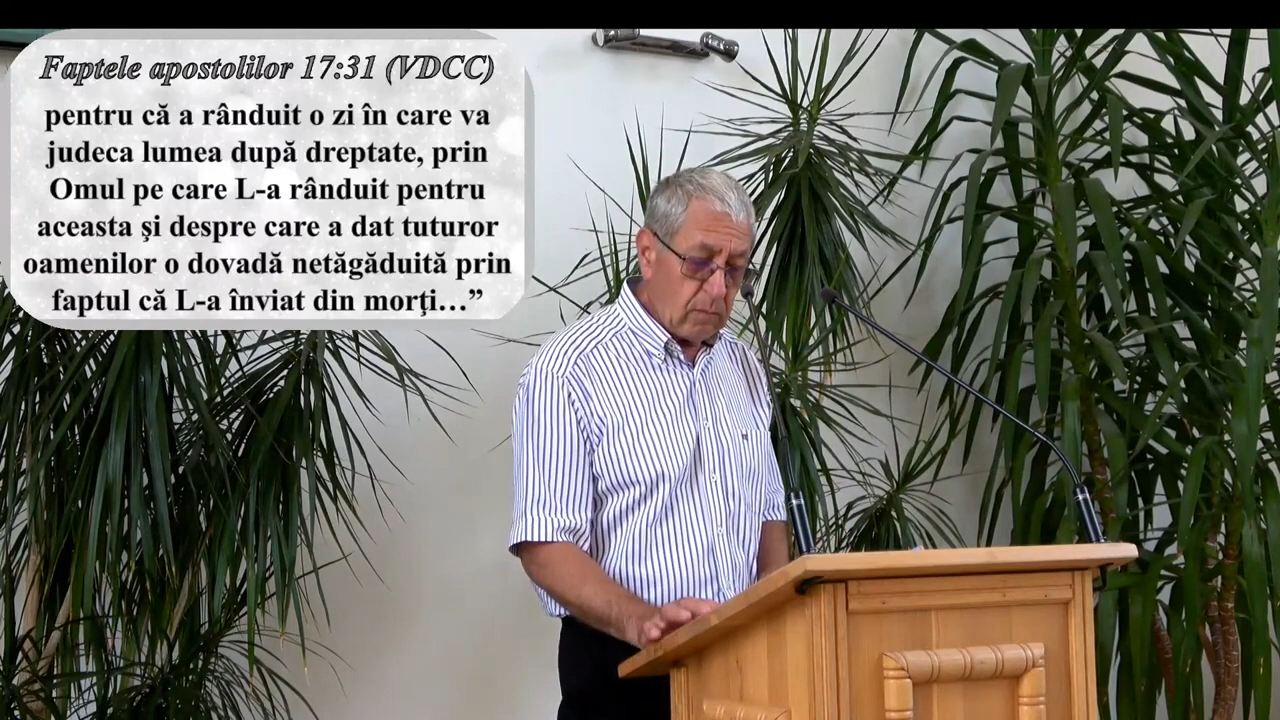 Faptele apostolilor 17:31 (VDCC)
pentru că a rânduit o zi în care va
judeca lumea după dreptate, prin
Omul pe care L-a rânduit pentru
aceasta şi despre care a dat tuturor
oamenilor o dovadă netăgăduită prin
faptul că L-a înviat din morţi…”